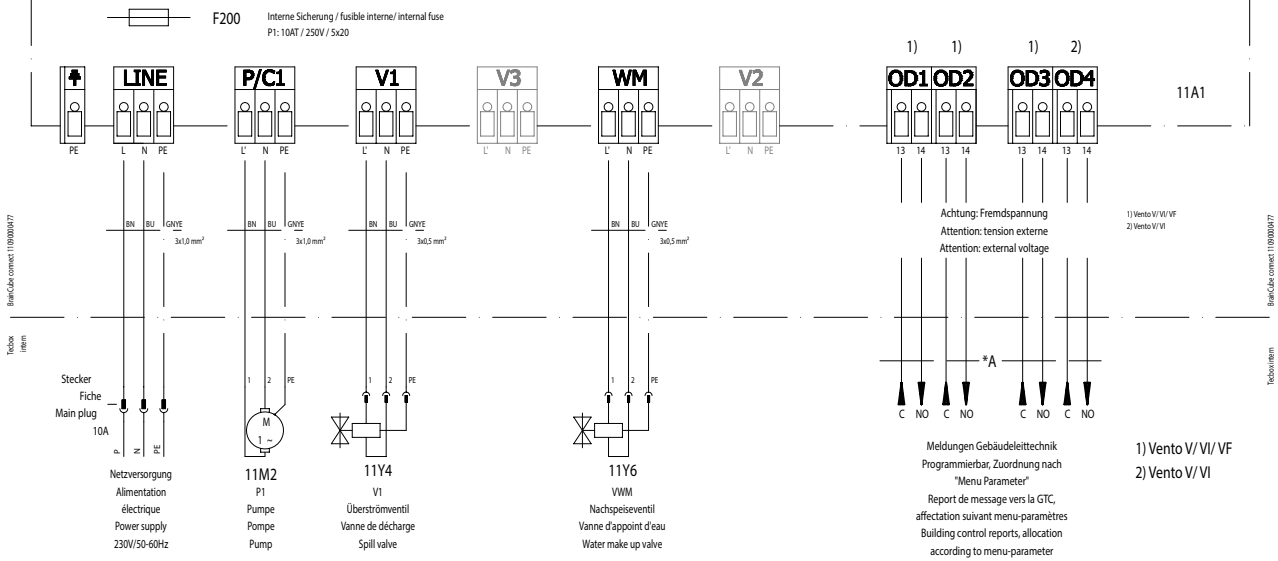 F200
Interne Sicherung / fusible interne/ internal fuse
P1: 10AT / 250V / 5x20
1) 1) 1) 2)
LINE P/C1 V1 V3 WM V2 OD1 OD2 OD3 OD4
11A1
PE L N PE L' N PE L' N PE L' N PE L' N PE L' N PE 13 14 13 14 13 14 13 14
Achtung: Fremdspannung
Attention: tension externe
Attention: external voltage
1) Vento V/ VI/ VF
2) Vento V/ VI
BN BU GNYE BN BU GNYE BN BU GNYE BN BU GNYE
3x1,0 mm² 3x1,0 mm² 3x0,5 mm² 3x0,5 mm²
BrainCube connect 11090000477
BrainCube connect 11090000477
Tecbox
intern
Tecbox intern
*A
Stecker
Fiche
Main plug
10A
1 2 PE 1 2 PE 1 2 PE
M
1 ~
P N PE
C NO C NO C NO C NO
Netzversorgung
Alimentation
électrique
Power supply
230V/50-60Hz
11M2
P1
Pumpe
Pompe
Pump
11Y4
V1
Überströmventil
Vanne de décharge
Spill valve
11Y6
VWM
Nachspeiseventil
Vanne d'appoint d'eau
Water make up valve
Meldungen Gebäudeleittechnik
Programmierbar, Zuordnung nach
"Menu Parameter"
Report de message vers la GTC,
affectation suivant menu-paramètres
Building control reports, allocation
according to menu-parameter
1) Vento V/ VI/ VF
2) Vento V/ VI